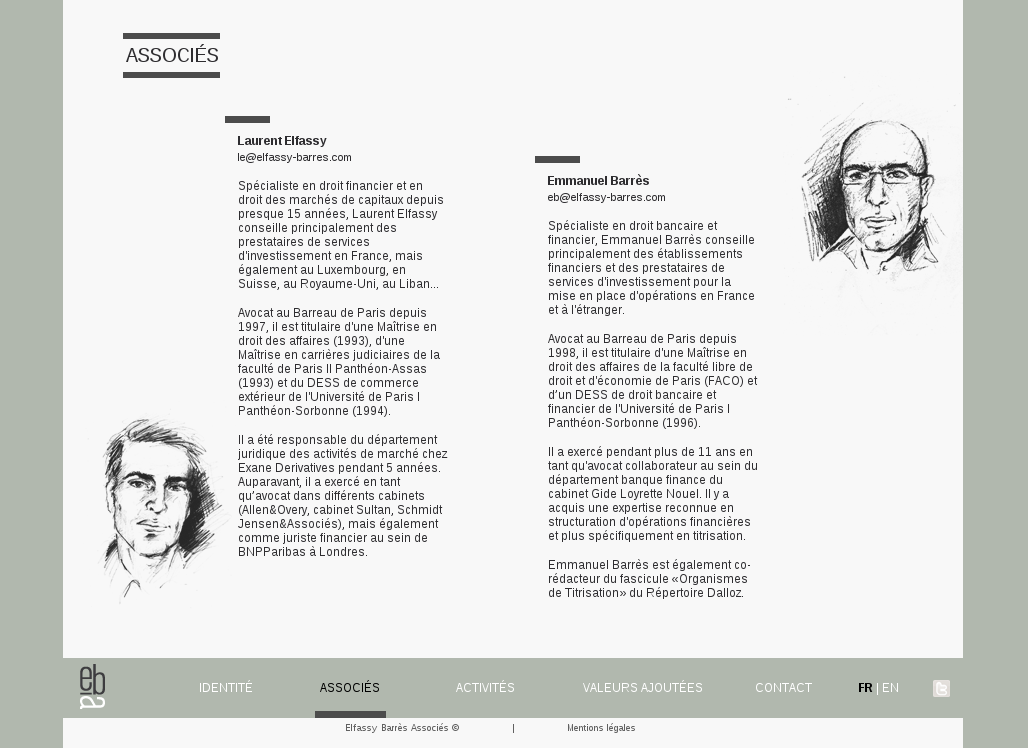 ASSOCIÉS
Laurent Elfassy
le@elfassy-barres.com
Spécialiste en droit financier et en
droit des marchés de capitaux depuis
presque 15 années, Laurent Elfassy
conseille principalement des
prestataires de services
d'investissement en France, mais
également au Luxembourg, en
Suisse, au Royaume-Uni, au Liban...
Avocat au Barreau de Paris depuis
1997, il est titulaire d'une Maîtrise en
droit des affaires (1993), d'une
Maîtrise en carrières judiciaires de la
faculté de Paris II Panthéon-Assas
(1993) et du DESS de commerce
extérieur de l'Université de Paris I
Panthéon-Sorbonne (1994).
Il a été responsable du département
juridique des activités de marché chez
Exane Derivatives pendant 5 années.
Auparavant, il a exercé en tant
qu'avocat dans différents cabinets
(Allen&Overy, cabinet Sultan, Schmidt
Jensen&Associés), mais également
comme juriste financier au sein de
BNPParibas à Londres.
Emmanuel Barrès
eb@elfassy-barres.com
Spécialiste en droit bancaire et
financier, Emmanuel Barrès conseille
principalement des établissements
financiers et des prestataires de
services d'investissement pour la
mise en place d'opérations en France
et à l'étranger.
Avocat au Barreau de Paris depuis
1998, il est titulaire d'une Maîtrise en
droit des affaires de la faculté libre de
droit et d'économie de Paris (FACO) et
d'un DESS de droit bancaire et
financier de l'Université de Paris I
Panthéon-Sorbonne (1996).
Il a exercé pendant plus de 11 ans en
tant qu'avocat collaborateur au sein du
département banque finance du
cabinet Gide Loyrette Nouel. Il y a
acquis une expertise reconnue en
structuration d'opérations financières
et plus spécifiquement en titrisation.
Emmanuel Barrès est également co-
rédacteur du fascicule «Organismes
de Titrisation» du Répertoire Dalloz.
eb
a
IDENTITÉ ASSOCIÉS ACTIVITÉS VALEURS AJOUTÉES CONTACT FR | EN
Elfassy Barrès Associés © | Mentions légales